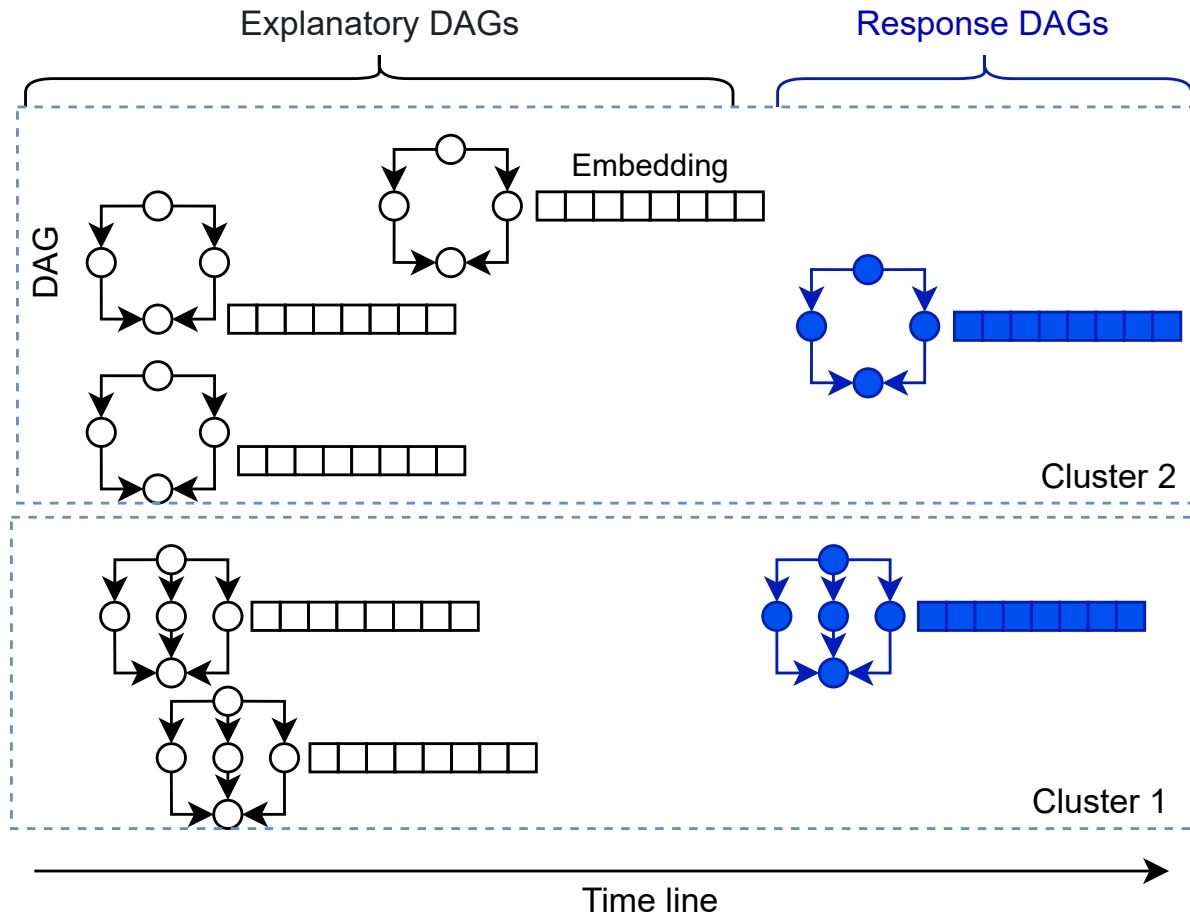 Explanatory DAGs
Response DAGs
Embedding
DAG
Cluster 2
Cluster 1
Time line